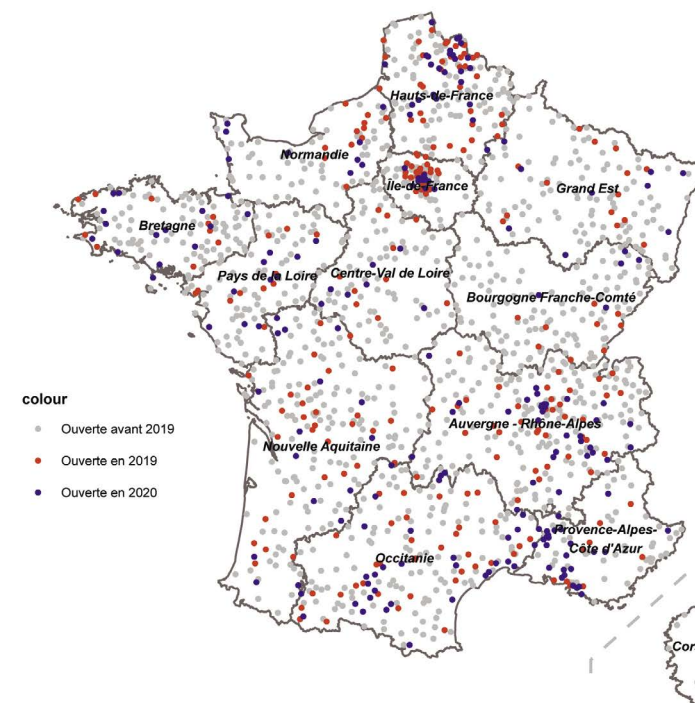 Hauts-de-France
Normandie
Île-de-France
Grand Est
Bretagne
Pays de la Loire
Centre-Val de Loire
Bourgogne Franche-Comté
colour
Ouverte avant 2019
Ouverte en 2019
Ouverte en 2020
Auvergne - Rhône-Alpes
Nouvelle Aquitaine
Provence-Alpes-
Côte d'Azur
Occitanie
Cor